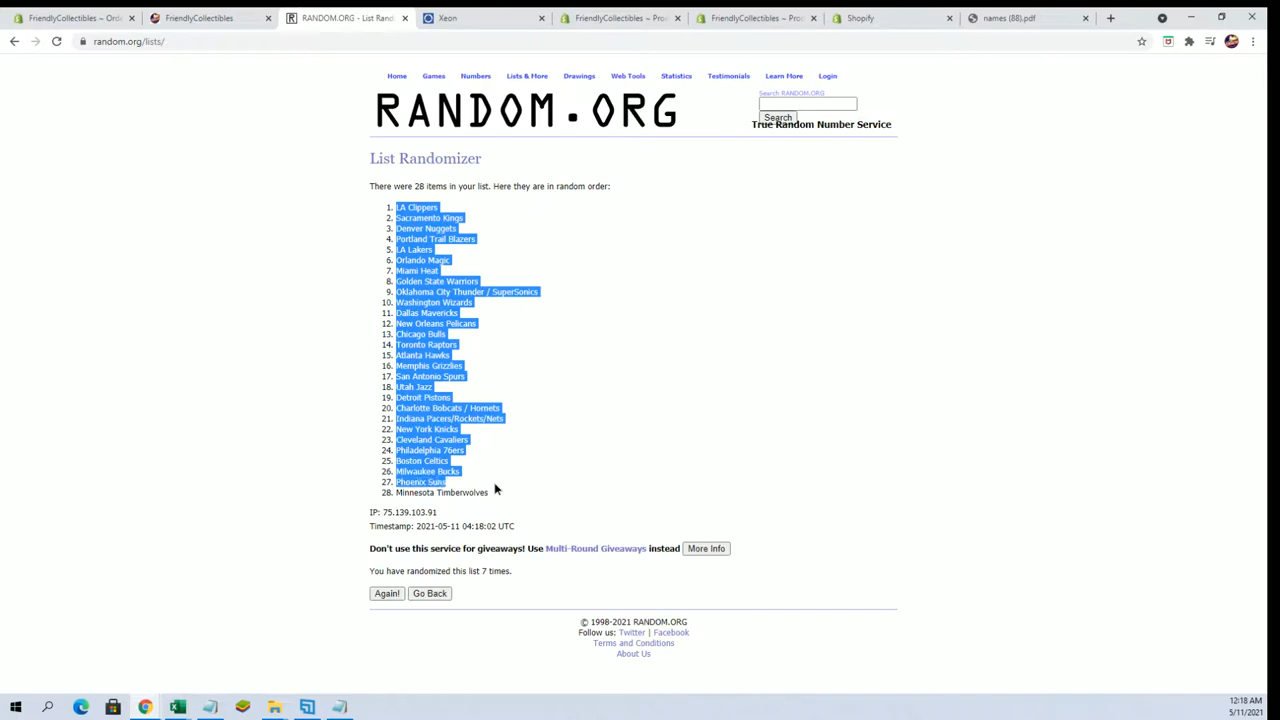 FriendlyCollectibles ~ Ord
FriendlyCollectibles
RANDOM.ORG - List Rand
Xeon
FriendlyCollectibles ~ Pro
FriendlyCollectibles ~ Pro
Shopify
names (88).pdf
random.org/lists/
Home Games Numbers Lists & More Drawings Web Tools Statistics Testimonials Learn More Login
RANDOM.ORG
Search RANDOM.ORG
Search
True Random Number Service
List Randomizer
There were 28 items in your list. Here they are in random order:
1. LA Clippers
2. Sacramento Kings
3. Denver Nuggets
4. Portland Trail Blazers
5. LA Lakers
6. Orlando Magic
7. Miami Heat
8. Golden State Warriors
9. Oklahoma City Thunder / SuperSonics
10. Washington Wizards
11. Dallas Mavericks
12. New Orleans Pelicans
13. Chicago Bulls
14. Toronto Raptors
15. Atlanta Hawks
16. Memphis Grizzlies
17. San Antonio Spurs
18. Utah Jazz
19. Detroit Pistons
20. Charlotte Bobcats / Hornets
21. Indiana Pacers/Rockets/Nets
22. New York Knicks
23. Cleveland Cavaliers
24. Philadelphia 76ers
25. Boston Celtics
26. Milwaukee Bucks
27. Phoenix Suns
28. Minnesota Timberwolves
IP: 75.139.103.91
Timestamp: 2021-05-11 04:18:02 UTC
Don't use this service for giveaways! Use Multi-Round Giveaways instead More Info
You have randomized this list 7 times.
Again! Go Back
© 1998-2021 RANDOM.ORG
Follow us: Twitter | Facebook
Terms and Conditions
About Us
12:18 AM
5/11/2021